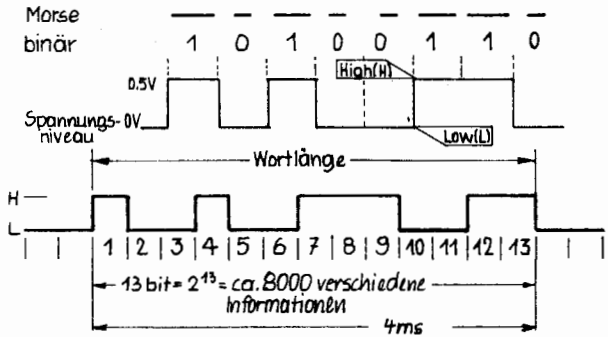 Morse
binär 1 0 1 0 0 1 1 0
0.5V High(H)
Spannungs-0V
niveau Low(L)
Wortlänge
H
L
1 2 3 4 5 6 7 8 9 10 11 12 13
13 bit = 2¹³ = ca. 8000 verschiedene
Informationen
4ms